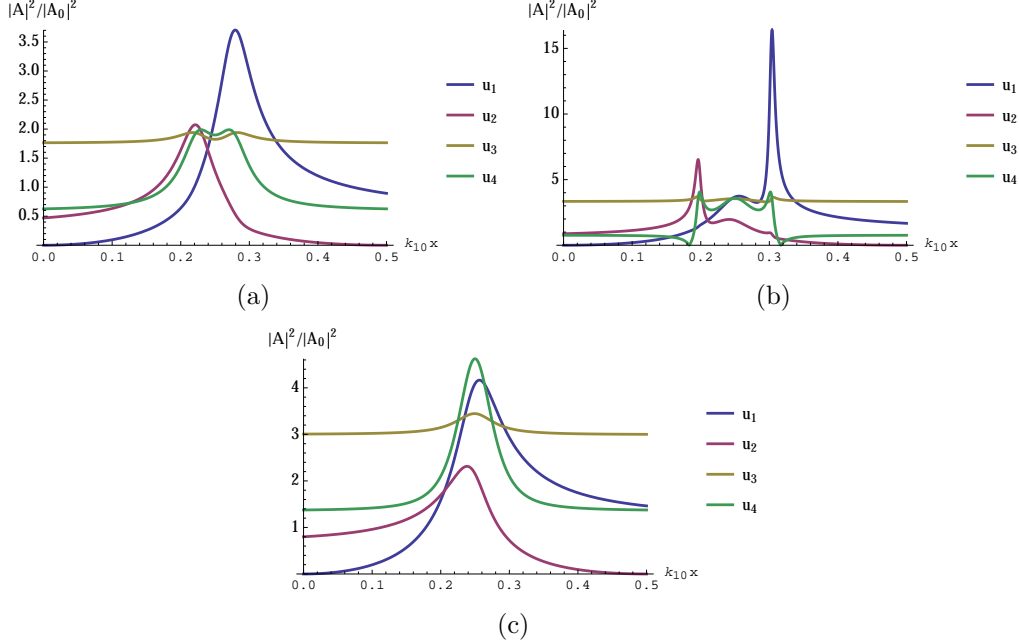 |A|²/|A₀|²
3.5
3.0
2.5
2.0
1.5
1.0
0.5
0.0 0.1 0.2 0.3 0.4 0.5
k₁₀x
u₁
u₂
u₃
u₄
(a)
|A|²/|A₀|²
15
10
5
0.0 0.1 0.2 0.3 0.4 0.5
k₁₀x
u₁
u₂
u₃
u₄
(b)
|A|²/|A₀|²
4
3
2
1
0.0 0.1 0.2 0.3 0.4 0.5
k₁₀x
u₁
u₂
u₃
u₄
(c)